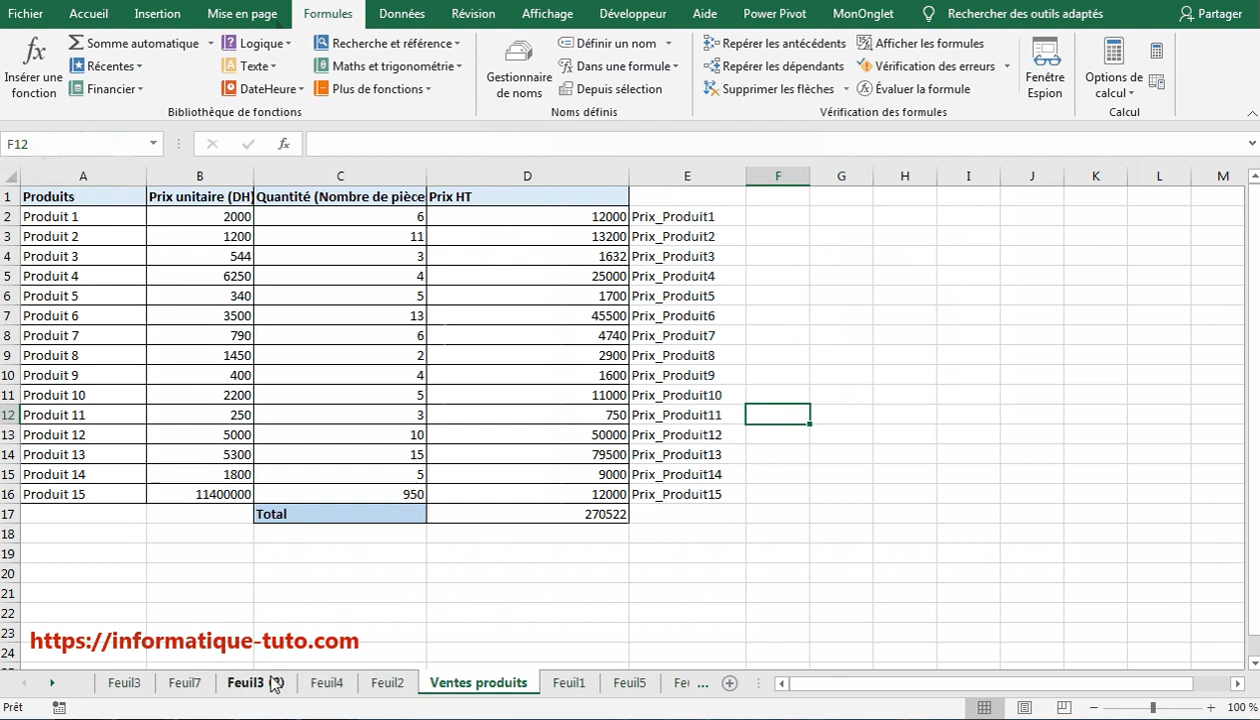 Fichier Accueil Insertion Mise en page Formules Données Révision Affichage Développeur Aide Power Pivot MonOnglet Rechercher des outils adaptés Partager
Insérer une fonction
Somme automatique
Récentes
Financier
Logique
Texte
DateHeure
Recherche et référence
Maths et trigonométrie
Plus de fonctions
Bibliothèque de fonctions
Gestionnaire de noms
Définir un nom
Dans une formule
Depuis sélection
Noms définis
Repérer les antécédents
Repérer les dépendants
Supprimer les flèches
Afficher les formules
Vérification des erreurs
Évaluer la formule
Vérification des formules
Fenêtre Espion
Options de calcul
Calcul
F12
A B C D E F G H I J K L M
1 Produits Prix unitaire (DH) Quantité (Nombre de pièce Prix HT
2 Produit 1 2000 6 12000 Prix_Produit1
3 Produit 2 1200 11 13200 Prix_Produit2
4 Produit 3 544 3 1632 Prix_Produit3
5 Produit 4 6250 4 25000 Prix_Produit4
6 Produit 5 340 5 1700 Prix_Produit5
7 Produit 6 3500 13 45500 Prix_Produit6
8 Produit 7 790 6 4740 Prix_Produit7
9 Produit 8 1450 2 2900 Prix_Produit8
10 Produit 9 400 4 1600 Prix_Produit9
11 Produit 10 2200 5 11000 Prix_Produit10
12 Produit 11 250 3 750 Prix_Produit11
13 Produit 12 5000 10 50000 Prix_Produit12
14 Produit 13 5300 15 79500 Prix_Produit13
15 Produit 14 1800 5 9000 Prix_Produit14
16 Produit 15 11400000 950 12000 Prix_Produit15
17 Total 270522
18
19
20
21
22
23
https://informatique-tuto.com
24
Feuil3 Feuil7 Feuil3 Feuil4 Feuil2 Ventes produits Feuil1 Feuil5 Fe ...
Prêt 100 %